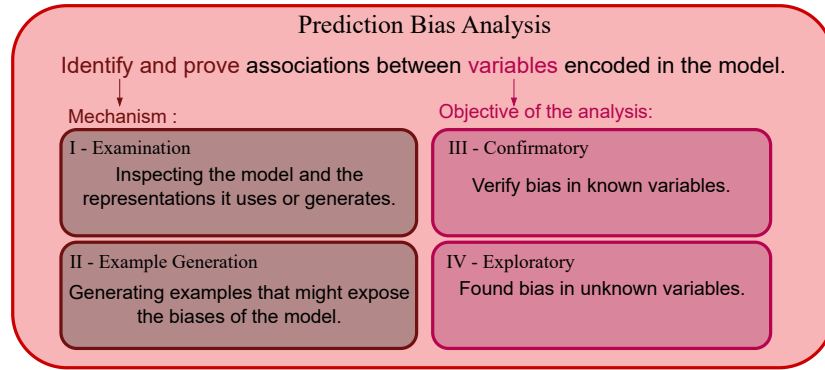 Prediction Bias Analysis
Identify and prove associations between variables encoded in the model.
Mechanism :
I - Examination
Inspecting the model and the
representations it uses or generates.
II - Example Generation
Generating examples that might expose
the biases of the model.
Objective of the analysis:
III - Confirmatory
Verify bias in known variables.
IV - Exploratory
Found bias in unknown variables.